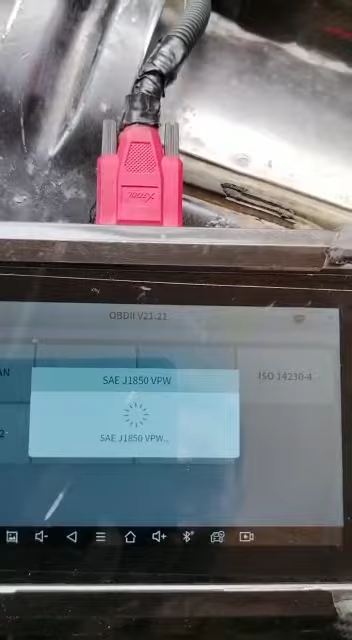 XTOOL
OBDII V21.21
AN
SAE J1850 VPW
ISO 14230-4
2
SAE J1850 VPW...